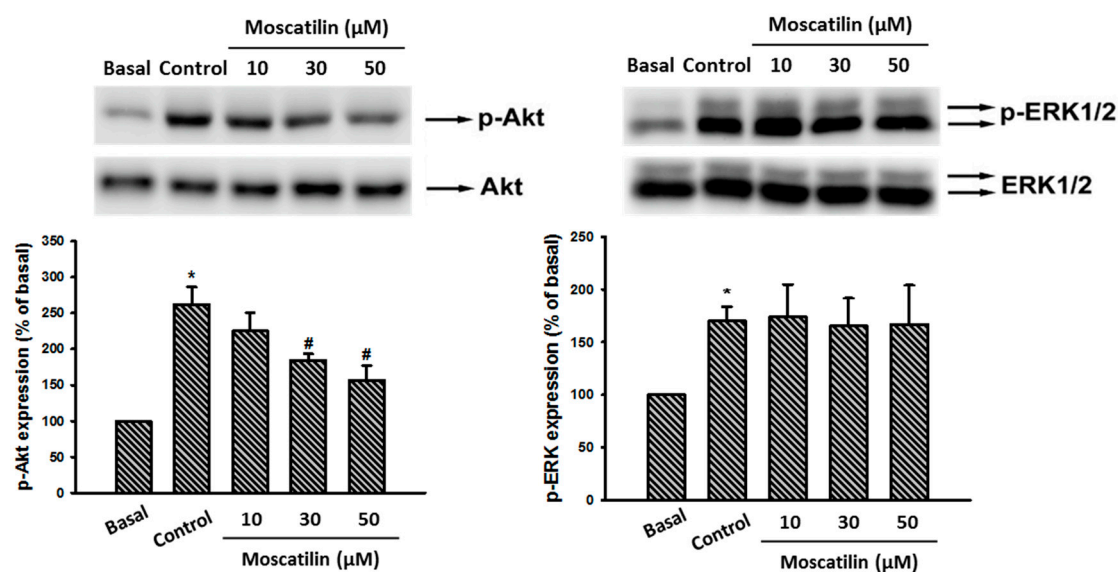 Moscatilin (μM)
Basal Control 10 30 50
p-Akt
Akt
p-Akt expression (% of basal)
350
300
250
200
150
100
50
0
*
#
#
Basal Control 10 30 50
Moscatilin (μM)
Moscatilin (μM)
Basal Control 10 30 50
p-ERK1/2
ERK1/2
p-ERK expression (% of basal)
250
200
150
100
50
0
*
Basal Control 10 30 50
Moscatilin (μM)